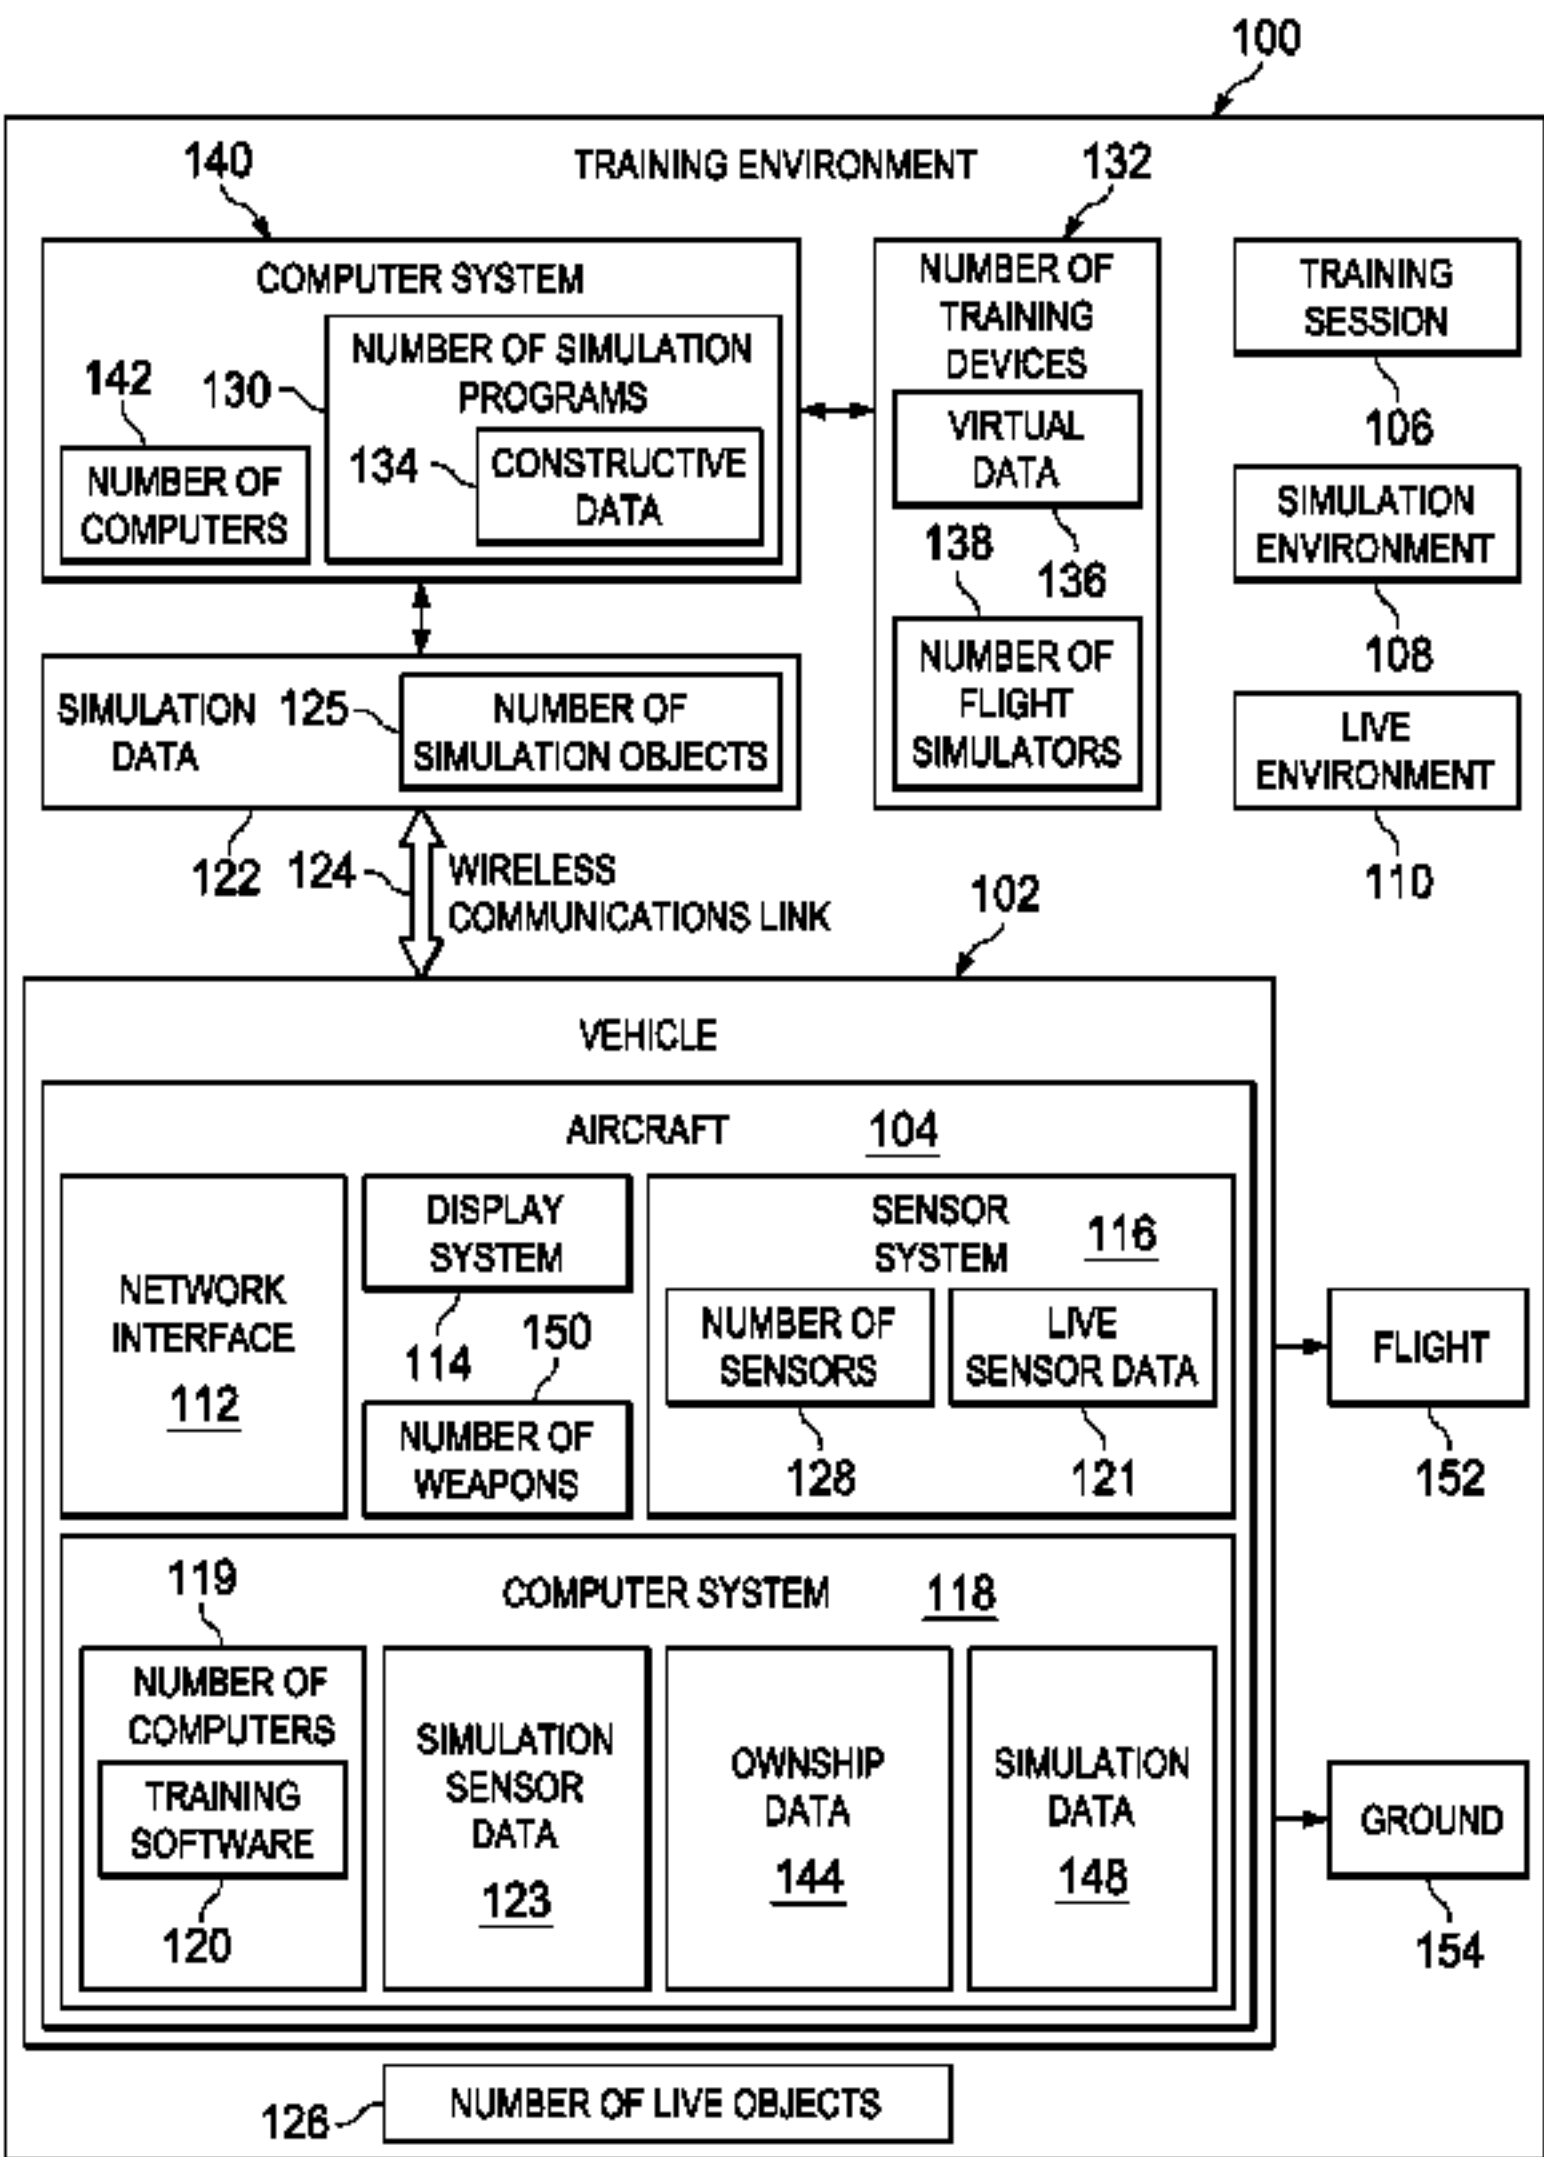 100
TRAINING ENVIRONMENT
140
132
COMPUTER SYSTEM
142
130
NUMBER OF SIMULATION
PROGRAMS
134
CONSTRUCTIVE
DATA
NUMBER OF
COMPUTERS
NUMBER OF
TRAINING
DEVICES
VIRTUAL
DATA
138
136
NUMBER OF
FLIGHT
SIMULATORS
TRAINING
SESSION
106
SIMULATION
ENVIRONMENT
108
LIVE
ENVIRONMENT
110
SIMULATION
DATA
125
NUMBER OF
SIMULATION OBJECTS
122
124
WIRELESS
COMMUNICATIONS LINK
102
VEHICLE
AIRCRAFT 104
NETWORK
INTERFACE
112
DISPLAY
SYSTEM
114
150
NUMBER OF
WEAPONS
SENSOR
SYSTEM
116
NUMBER OF
SENSORS
128
LIVE
SENSOR DATA
121
FLIGHT
152
119
COMPUTER SYSTEM 118
NUMBER OF
COMPUTERS
TRAINING
SOFTWARE
120
SIMULATION
SENSOR
DATA
123
OWNSHIP
DATA
144
SIMULATION
DATA
148
GROUND
154
126
NUMBER OF LIVE OBJECTS